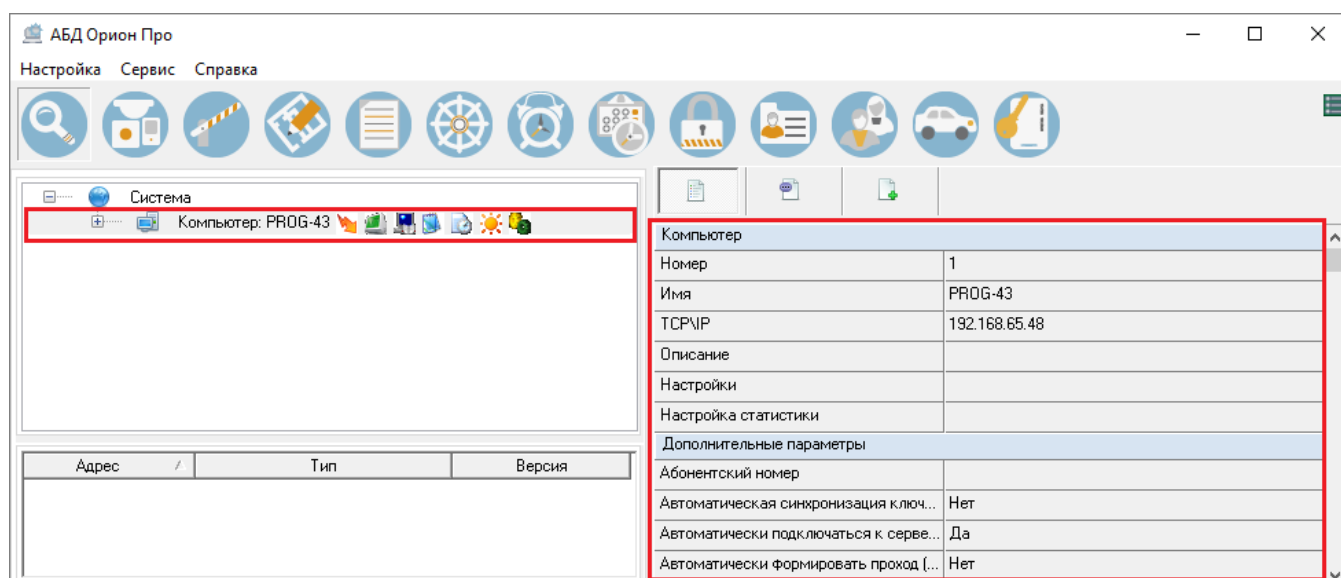 АБД Орион Про
Настройка Сервис Справка
Система
Компьютер: PROG-43
Адрес Тип Версия
Компьютер
Номер 1
Имя PROG-43
TCP\IP 192.168.65.48
Описание
Настройки
Настройка статистики
Дополнительные параметры
Абонентский номер
Автоматическая синхронизация ключ... Нет
Автоматически подключаться к серве... Да
Автоматически формировать проход (... Нет